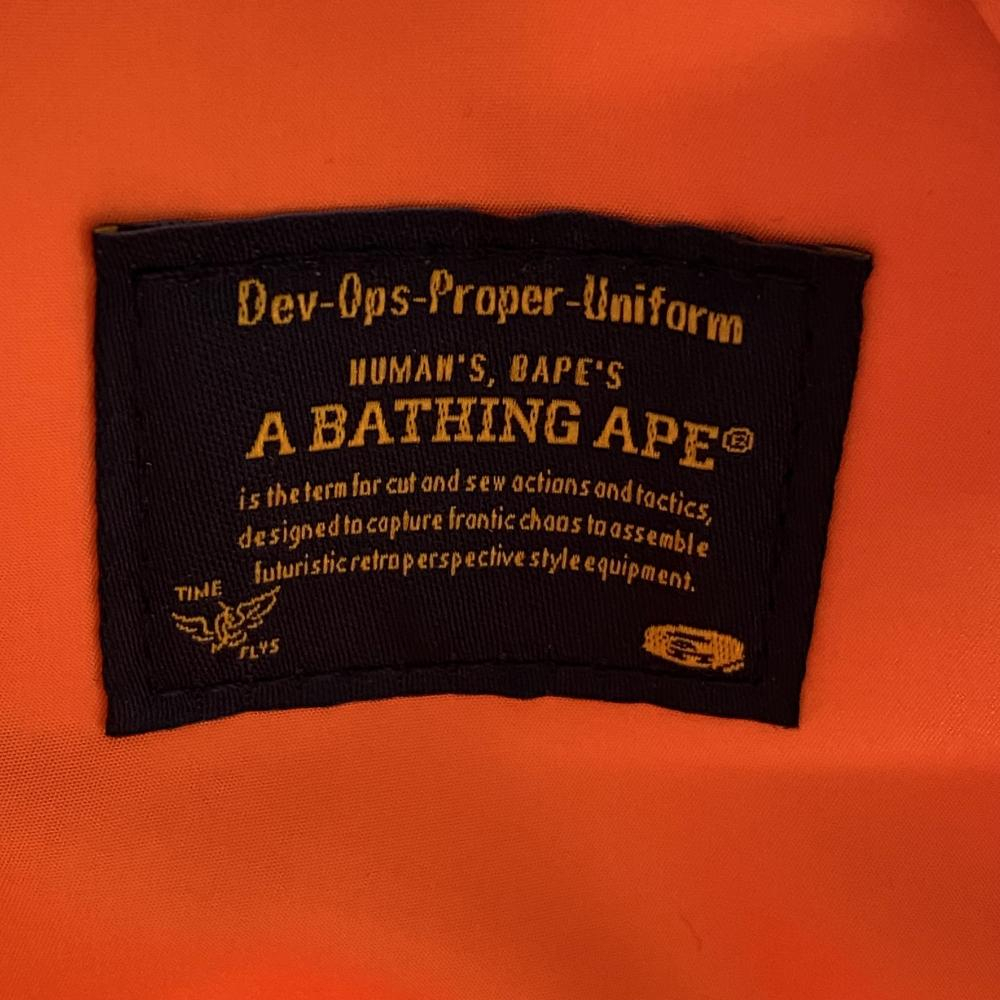 Dev-Ops-Proper-Uniform
HUMAN'S, BAPE'S
A BATHING APE®
is the term for cut and sew actions and tactics,
designed to capture frantic chaos to assemble
futuristic retro perspective style equipment.
TIME
FLYS